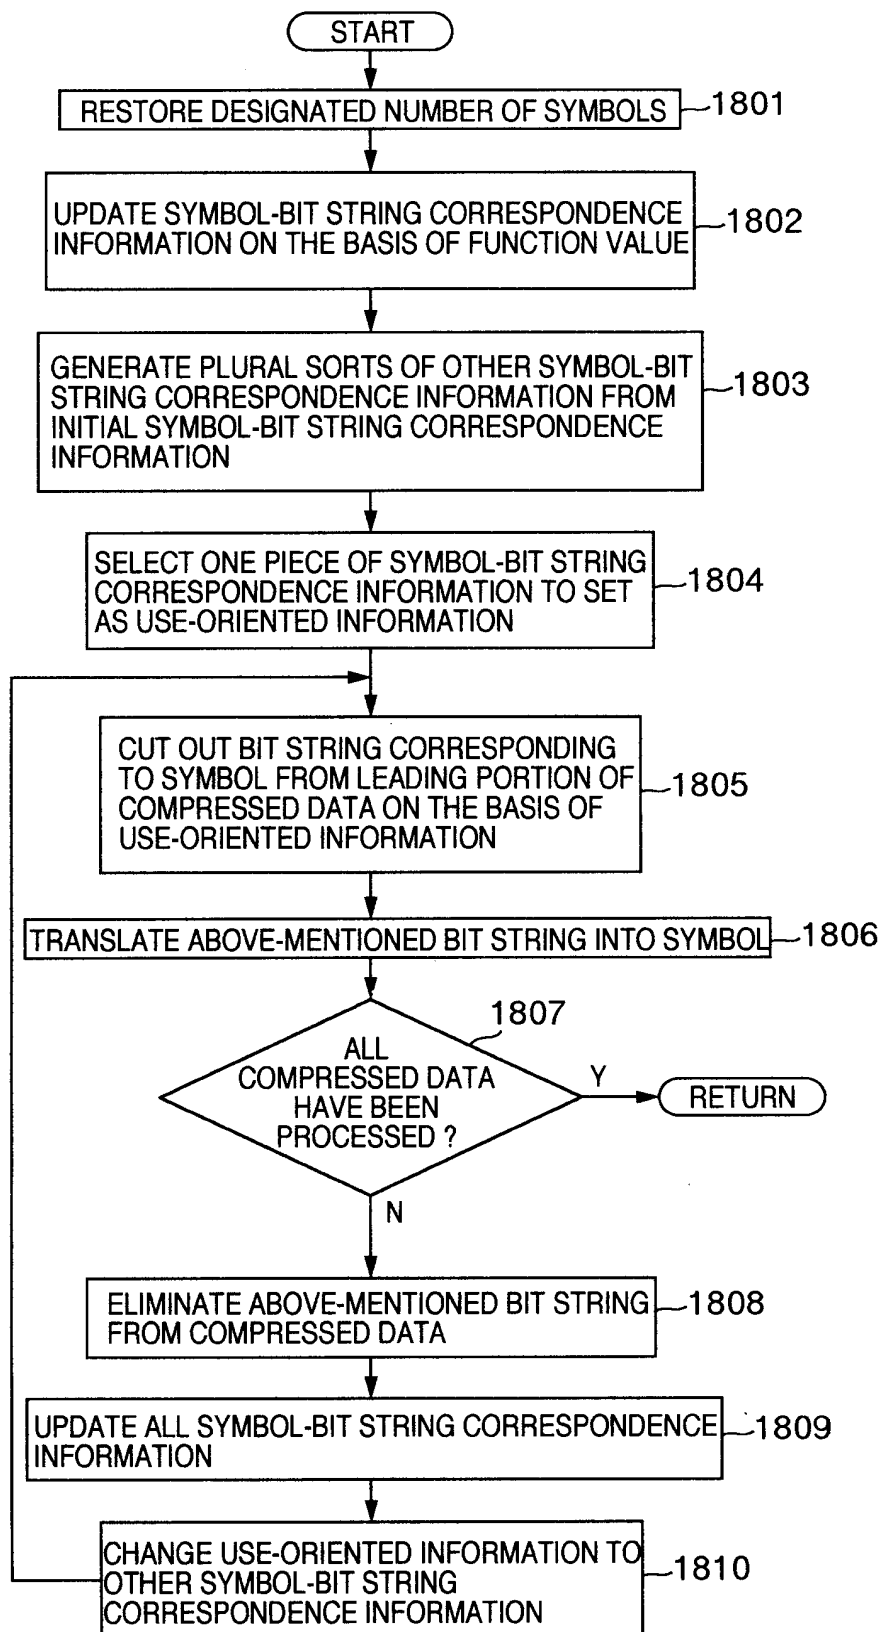 START
RESTORE DESIGNATED NUMBER OF SYMBOLS
1801
UPDATE SYMBOL-BIT STRING CORRESPONDENCE
INFORMATION ON THE BASIS OF FUNCTION VALUE
1802
GENERATE PLURAL SORTS OF OTHER SYMBOL-BIT
STRING CORRESPONDENCE INFORMATION FROM
INITIAL SYMBOL-BIT STRING CORRESPONDENCE
INFORMATION
1803
SELECT ONE PIECE OF SYMBOL-BIT STRING
CORRESPONDENCE INFORMATION TO SET
AS USE-ORIENTED INFORMATION
1804
CUT OUT BIT STRING CORRESPONDING
TO SYMBOL FROM LEADING PORTION OF
COMPRESSED DATA ON THE BASIS OF
USE-ORIENTED INFORMATION
1805
TRANSLATE ABOVE-MENTIONED BIT STRING INTO SYMBOL
1806
1807
ALL
COMPRESSED DATA
HAVE BEEN
PROCESSED ?
Y
RETURN
N
ELIMINATE ABOVE-MENTIONED BIT STRING
FROM COMPRESSED DATA
1808
UPDATE ALL SYMBOL-BIT STRING CORRESPONDENCE
INFORMATION
1809
CHANGE USE-ORIENTED INFORMATION TO
OTHER SYMBOL-BIT STRING
CORRESPONDENCE INFORMATION
1810